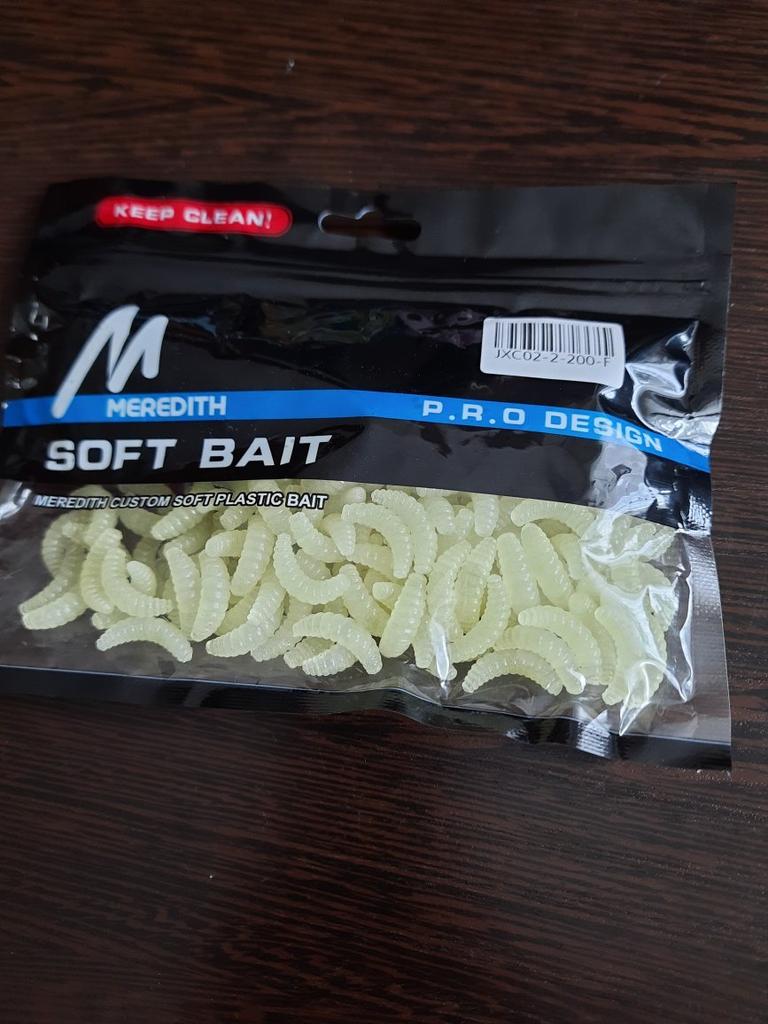 KEEP CLEAN!
M
JXC02-2-200-F
MEREDITH
P.R.O DESIGN
SOFT BAIT
MEREDITH CUSTOM SOFT PLASTIC BAIT